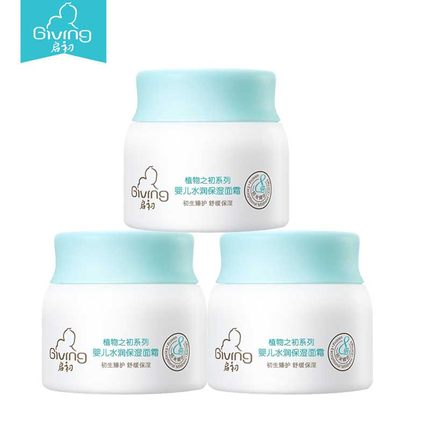 Giving
启初
Giving
启初
植物之初系列
婴儿水润保湿面霜
初生臻护 舒缓保湿
Giving
启初
植物之初系列
婴儿水润保湿面霜
初生臻护 舒缓保湿
Giving
启初
植物之初系列
婴儿水润保湿面霜
初生臻护 舒缓保湿